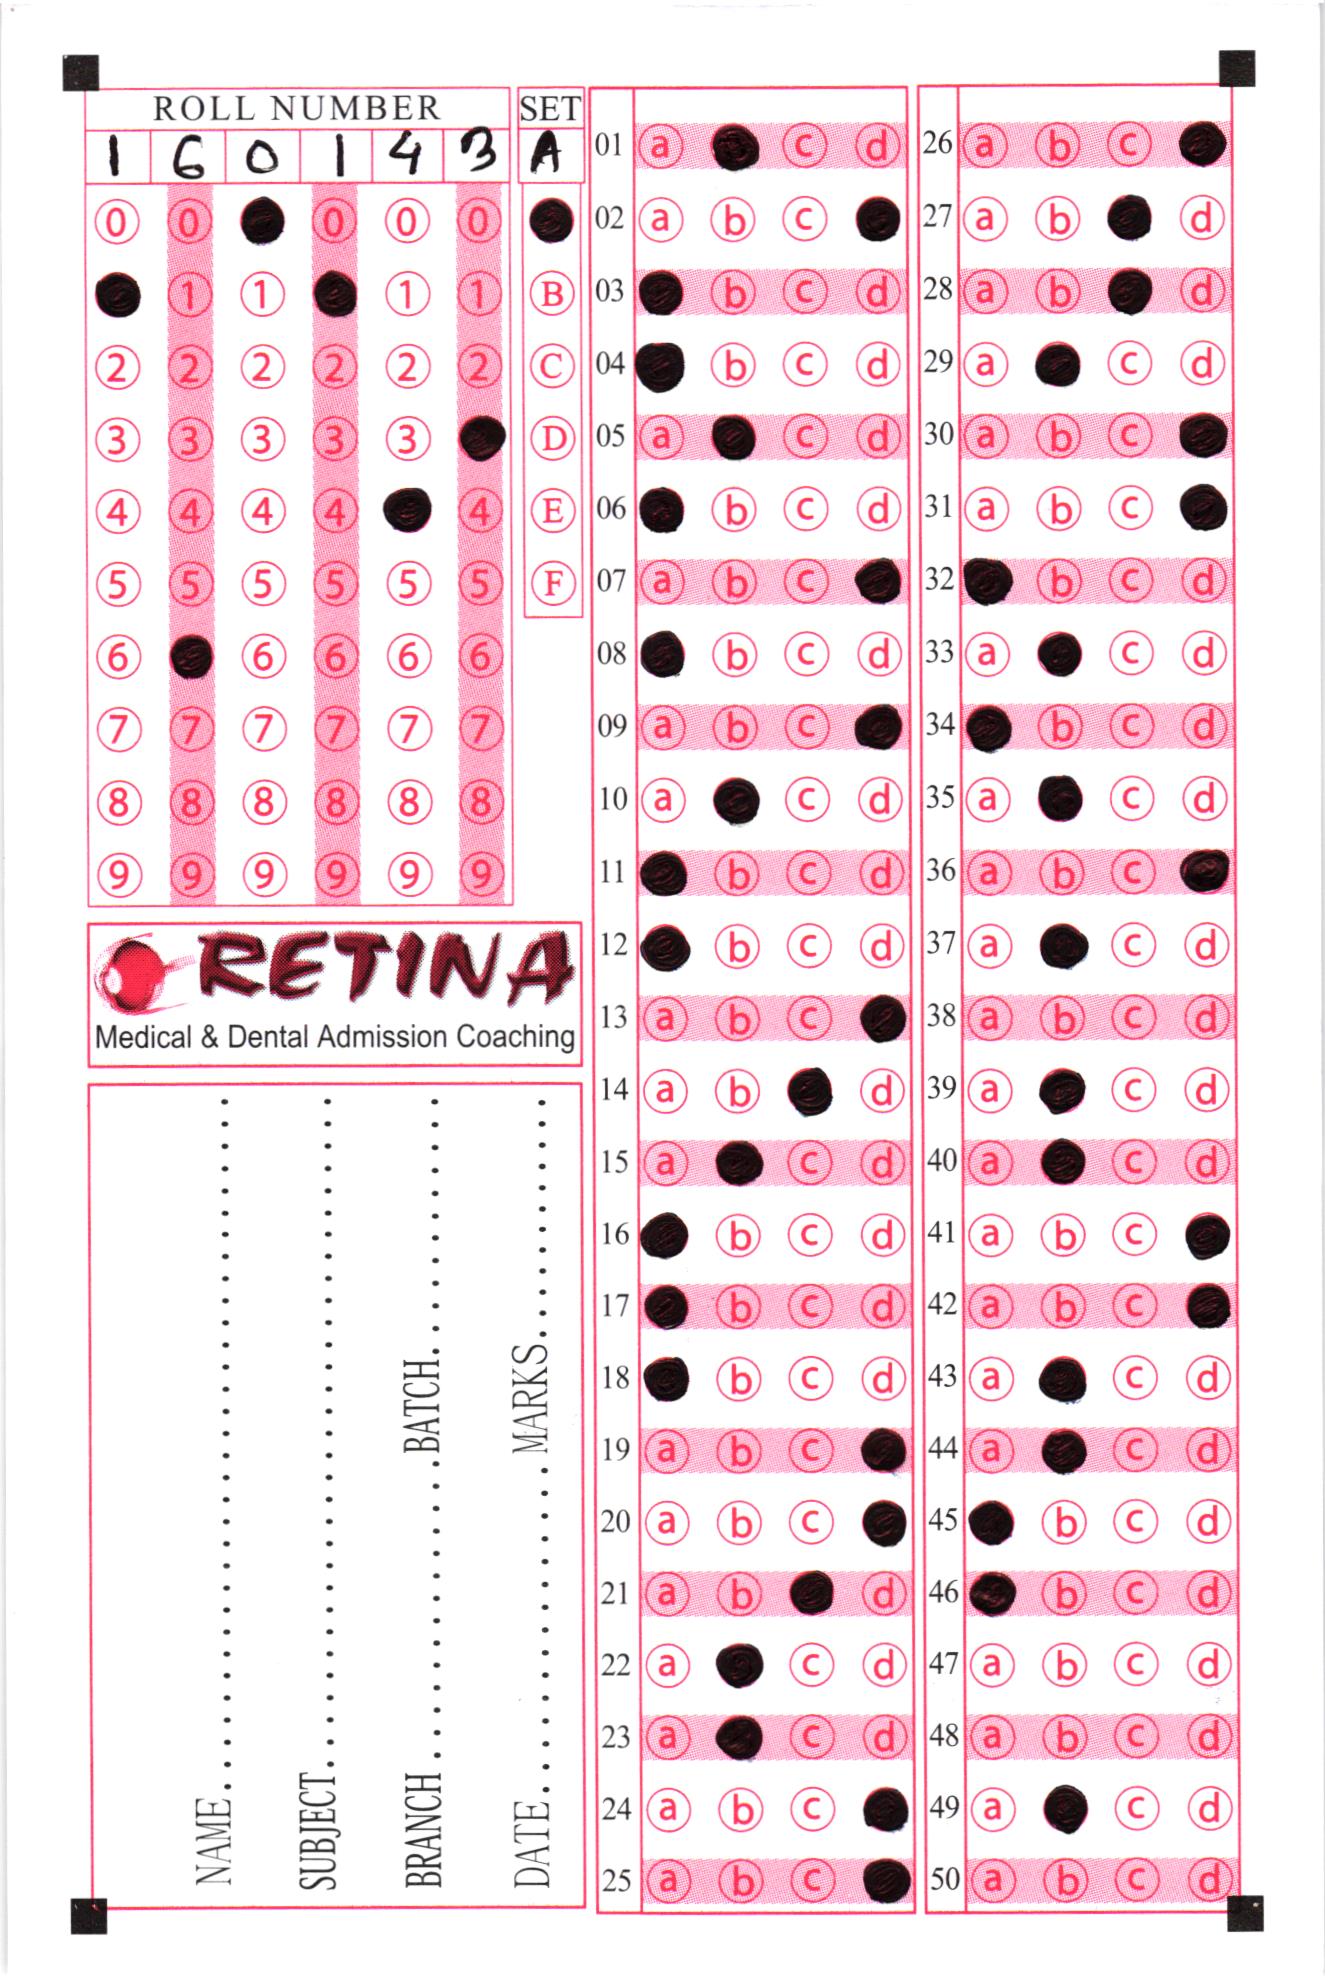 ROLL NUMBER SET
1 6 0 1 4 3 A
0 0 0 0 0
1 1 1 1 B
2 2 2 2 2 2 C
3 3 3 3 3 D
4 4 4 4 4 E
5 5 5 5 5 5 F
6 6 6 6 6
7 7 7 7 7 7
8 8 8 8 8 8
9 9 9 9 9 9
RETINA
Medical & Dental Admission Coaching
NAME
SUBJECT
BRANCH BATCH
DATE MARKS
01 a c d
02 a b c
03 b c d
04 b c d
05 a c d
06 b c d
07 a b c
08 b c d
09 a b c
10 a c d
11 b c d
12 b c d
13 a b c
14 a b d
15 a c d
16 b c d
17 b c d
18 b c d
19 a b c
20 a b c
21 a b d
22 a c d
23 a c d
24 a b c
25 a b c
26 a b c
27 a b d
28 a b d
29 a c d
30 a b c
31 a b c
32 b c d
33 a c d
34 b c d
35 a c d
36 a b c
37 a c d
38 a b c d
39 a c d
40 a c d
41 a b c
42 a b c
43 a c d
44 a c d
45 b c d
46 b c d
47 a b c d
48 a b c d
49 a c d
50 a b c d